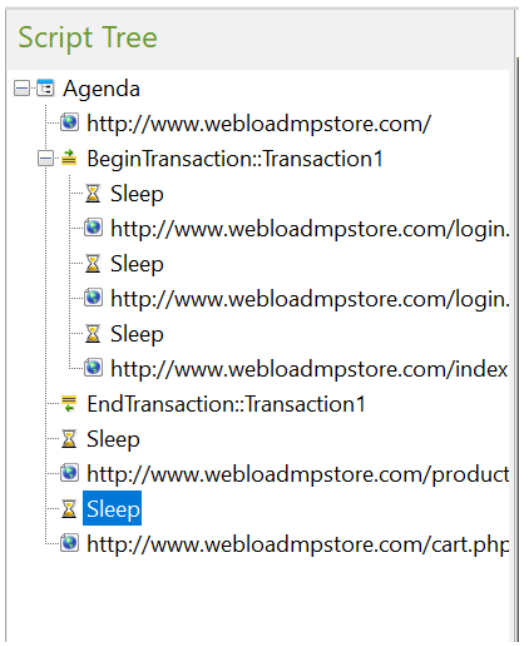 Script Tree
Agenda
http://www.webloadmpstore.com/
BeginTransaction::Transaction1
Sleep
http://www.webloadmpstore.com/login.
Sleep
http://www.webloadmpstore.com/login.
Sleep
http://www.webloadmpstore.com/index
EndTransaction::Transaction1
Sleep
http://www.webloadmpstore.com/product
Sleep
http://www.webloadmpstore.com/cart.php